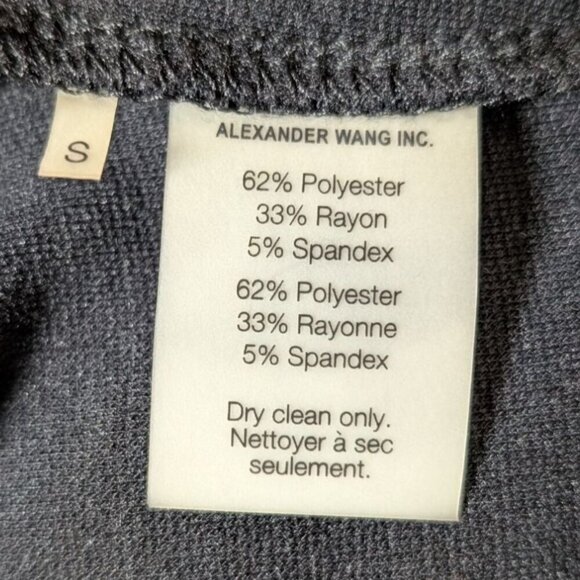 S
ALEXANDER WANG INC.
62% Polyester
33% Rayon
5% Spandex
62% Polyester
33% Rayonne
5% Spandex
Dry clean only.
Nettoyer à sec
seulement.